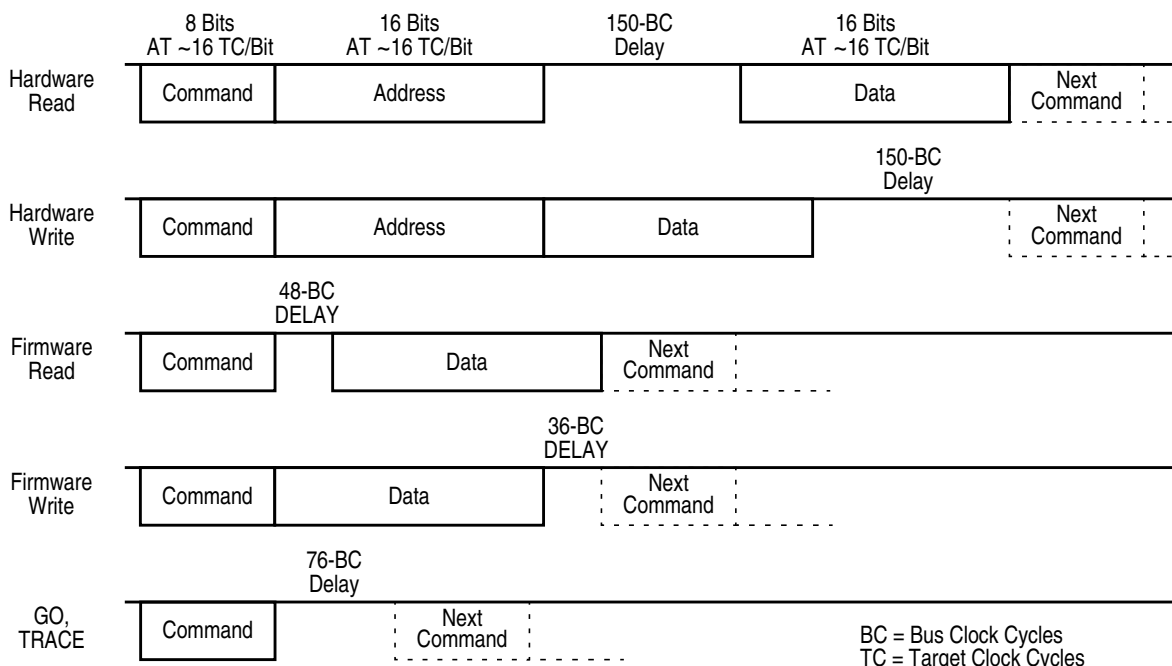 8 Bits
AT ~16 TC/Bit
16 Bits
AT ~16 TC/Bit
150-BC
Delay
16 Bits
AT ~16 TC/Bit
Hardware
Read
Command
Address
Data
Next
Command
150-BC
Delay
Hardware
Write
Command
Address
Data
Next
Command
48-BC
DELAY
Firmware
Read
Command
Data
Next
Command
36-BC
DELAY
Firmware
Write
Command
Data
Next
Command
76-BC
Delay
GO,
TRACE
Command
Next
Command
BC = Bus Clock Cycles
TC = Target Clock Cycles